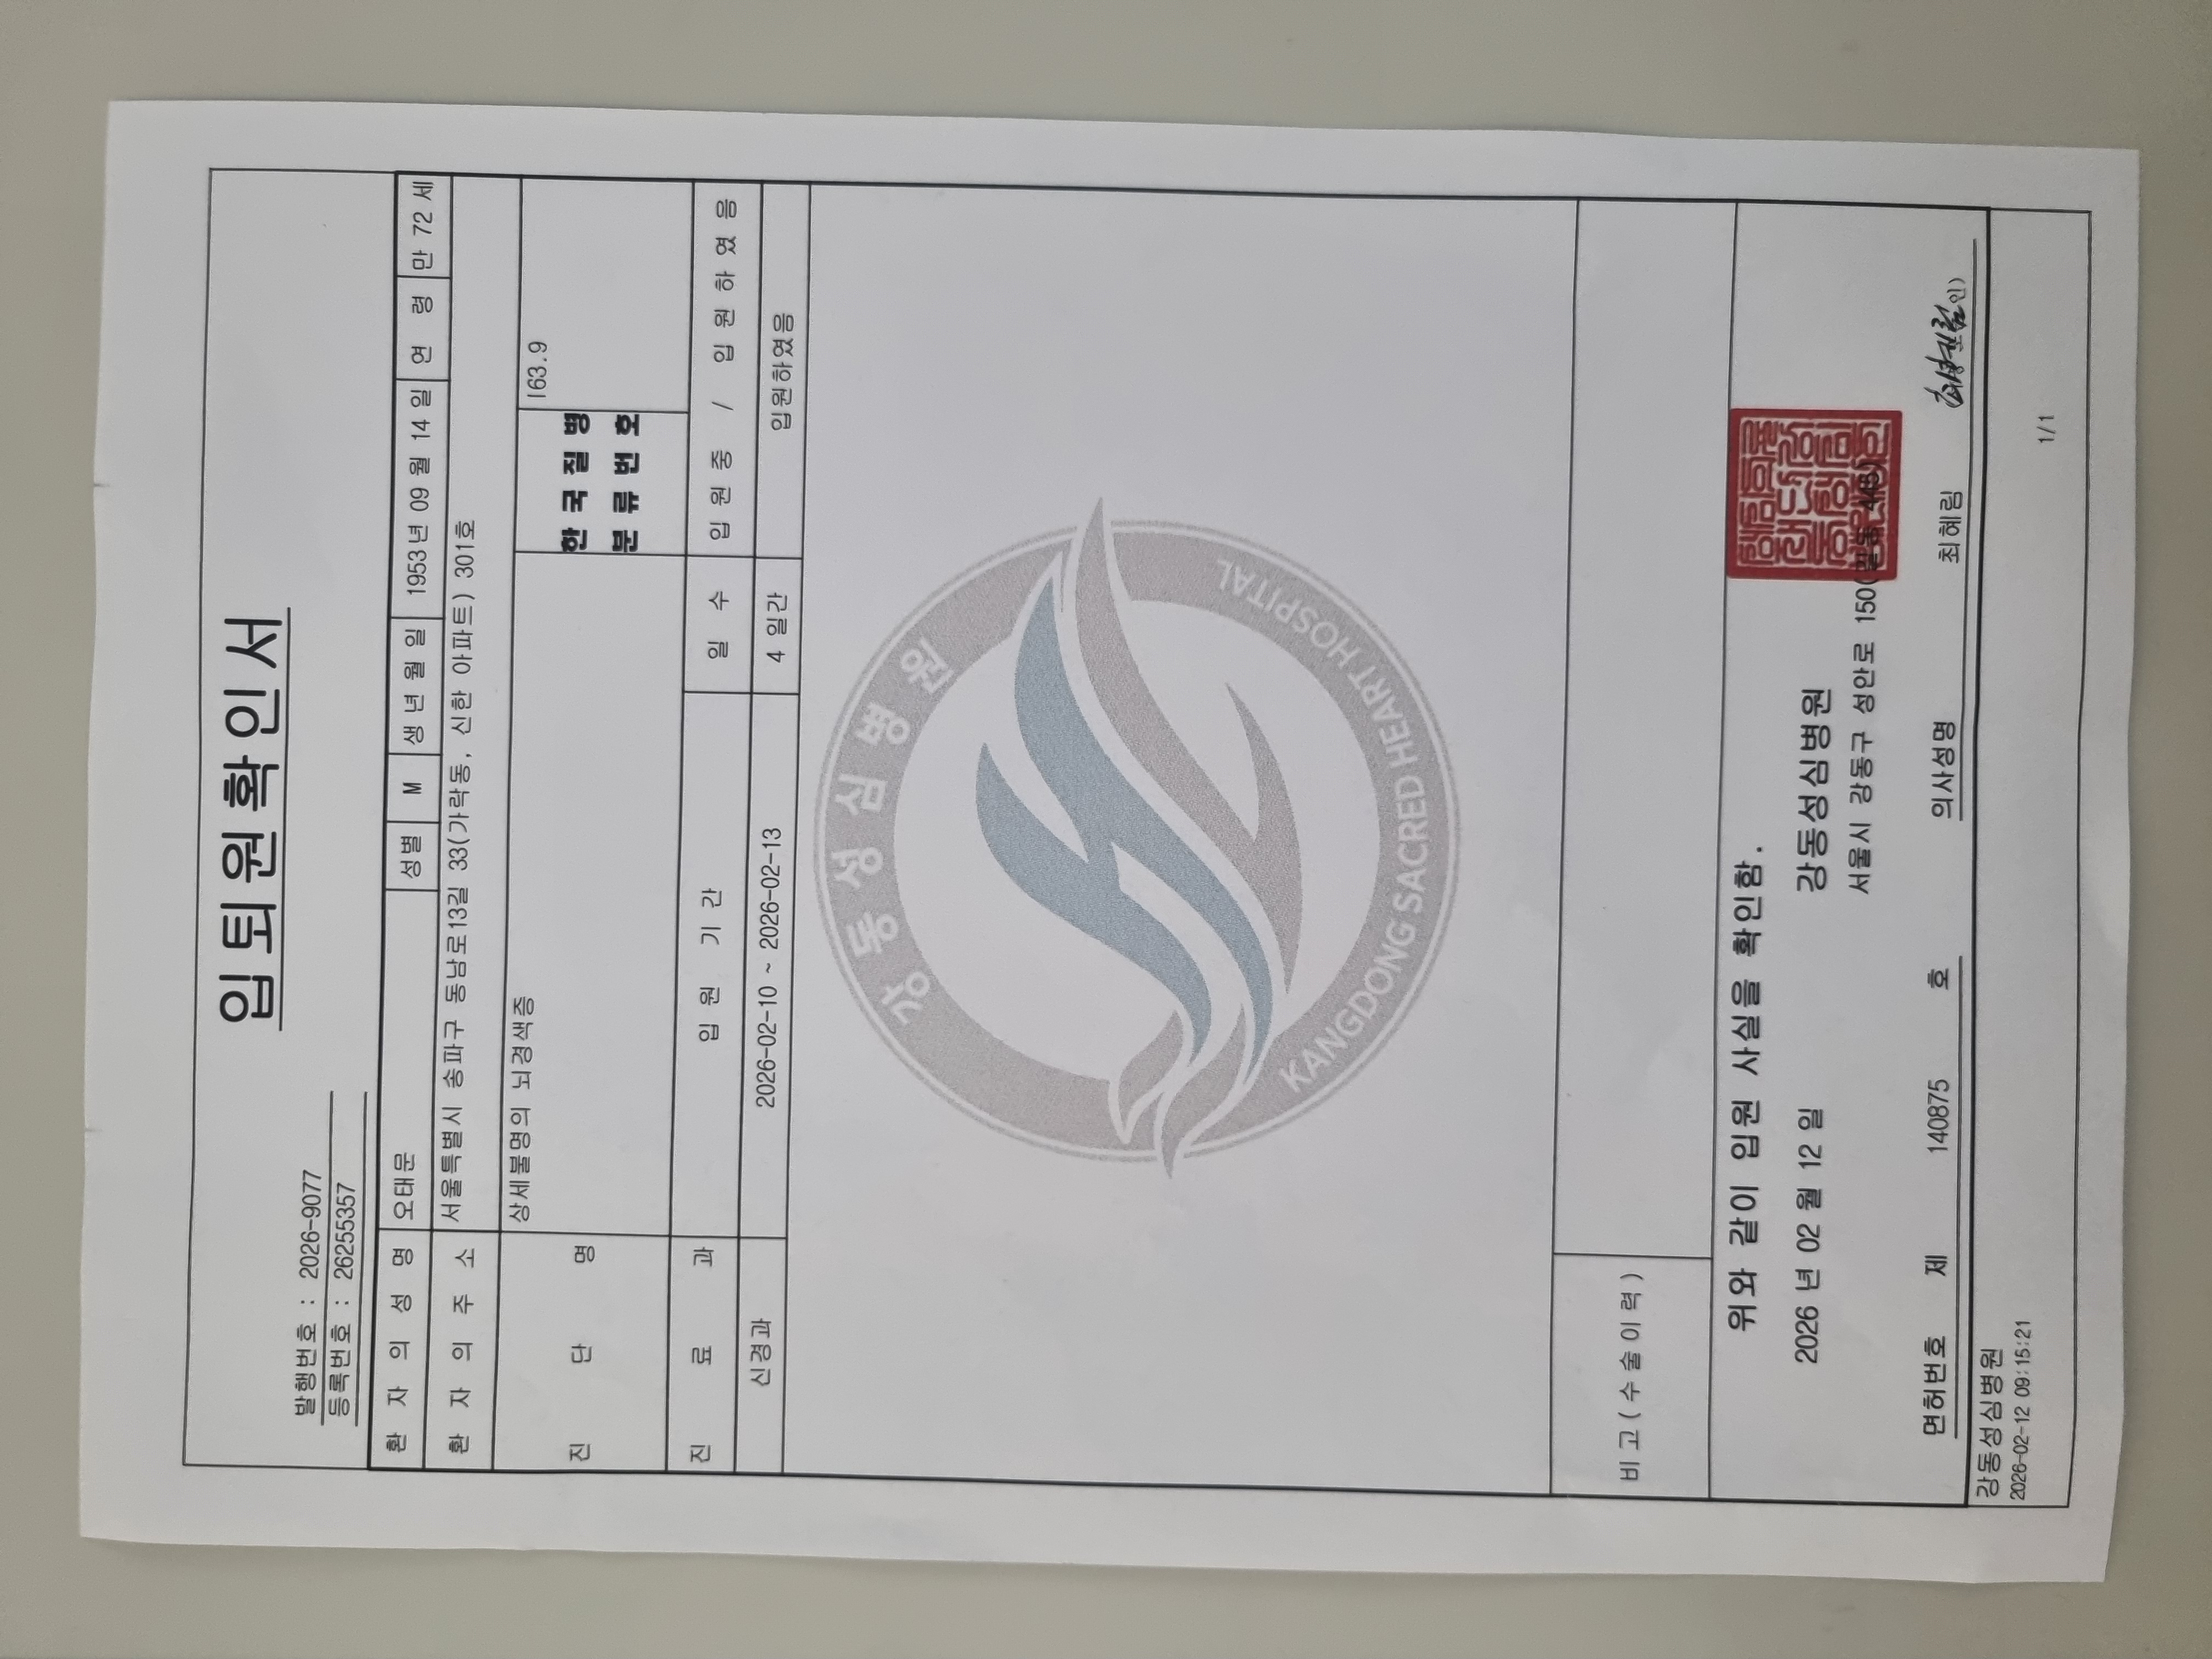 입퇴원확인서
발행번호 : 2026-9077
등록번호 : 26255357
환자의성명 오태문 성별 M 생년월일 1953년 09월 14일 연령 만 72 세
환자의주소 서울특별시 송파구 동남로13길 33(가락동, 신한 아파트) 301호
진단명 상세불명의 뇌경색증 한국질병 분류번호 I63.9
진료과 입원기간 일수 입원중 / 입원하였음
신경과 2026-02-10 ~ 2026-02-13 4 일간 입원하였음
강동성심병원
KANGDONG SACRED HEART HOSPITAL
비고(수술이력)
위와 같이 입원 사실을 확인함.
2026 년 02 월 12 일 강동성심병원
서울시 강동구 성안로 150(
면허번호 제 140875 호 의사성명 최혜림 인)
강동성심병원
2026-02-12 09:15:21
1/1